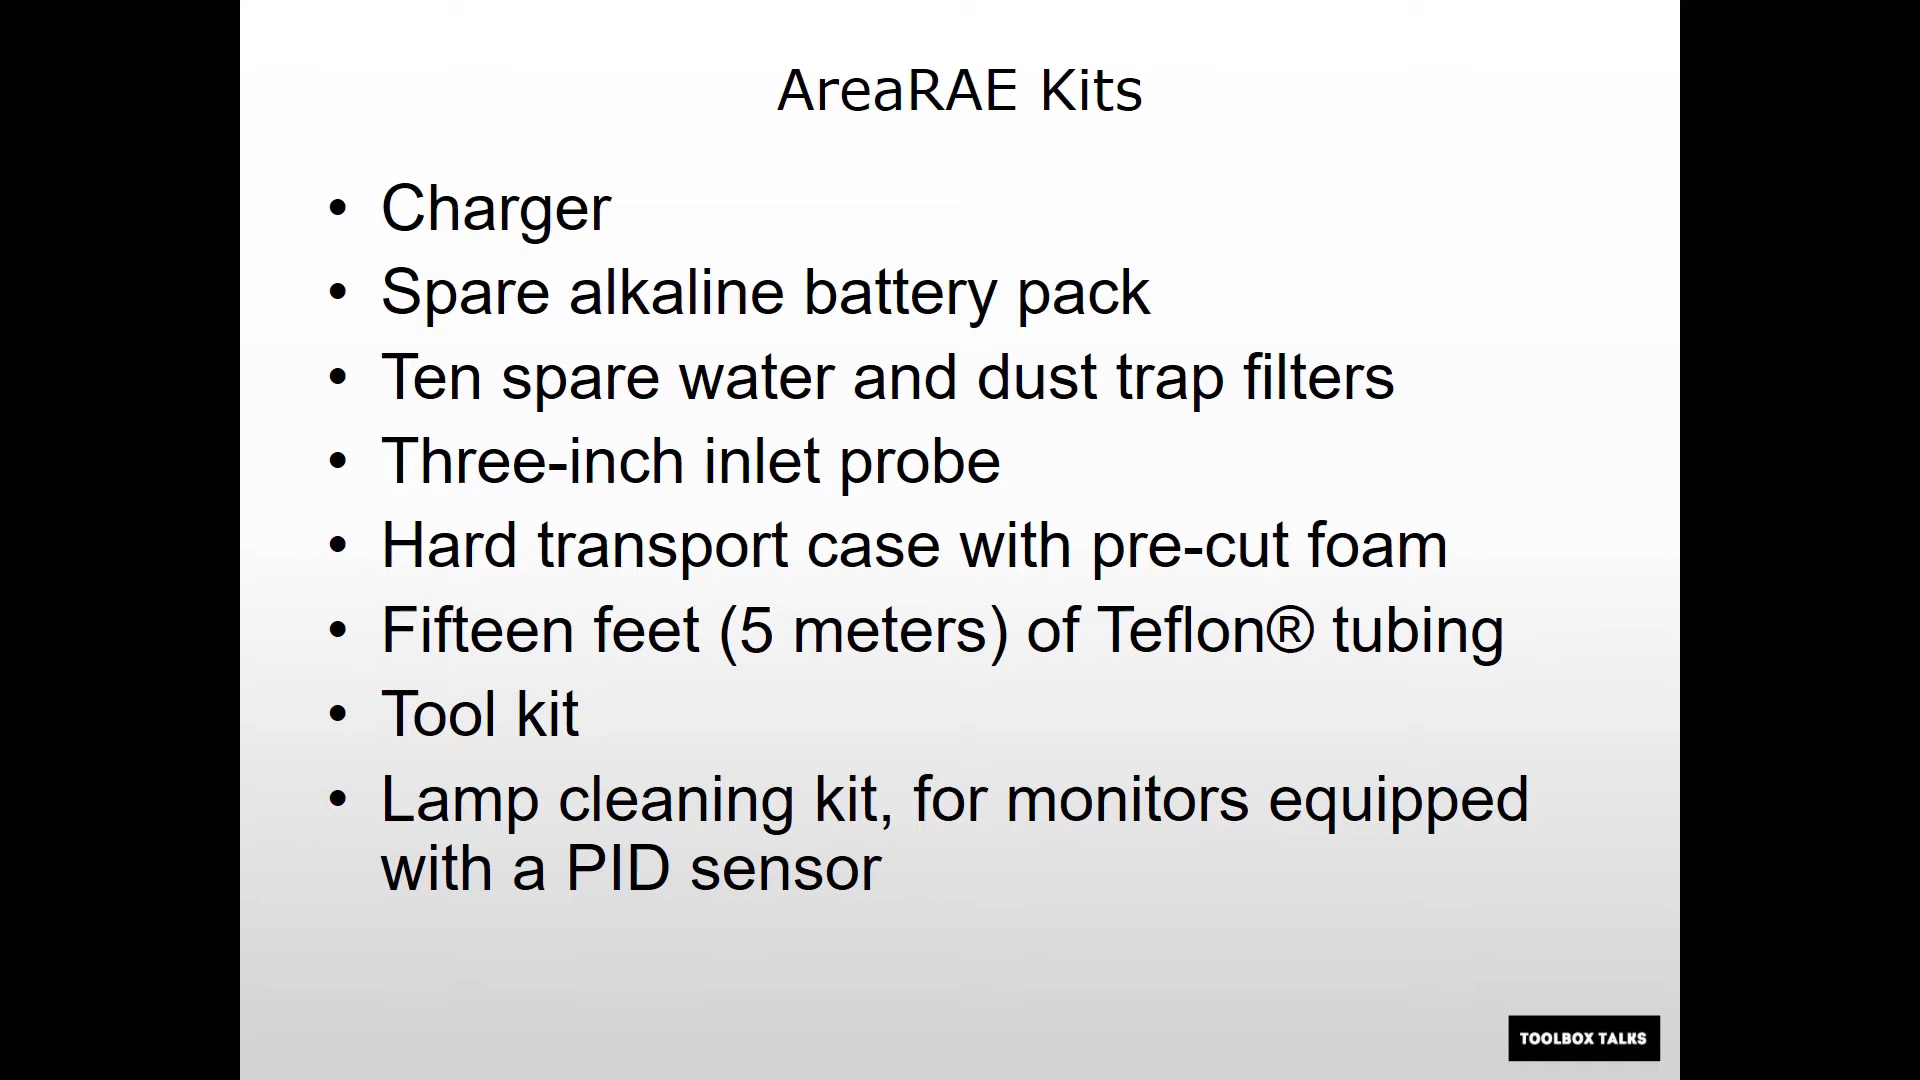 AreaRAE Kits
• Charger
• Spare alkaline battery pack
• Ten spare water and dust trap filters
• Three-inch inlet probe
• Hard transport case with pre-cut foam
• Fifteen feet (5 meters) of Teflon® tubing
• Tool kit
• Lamp cleaning kit, for monitors equipped
with a PID sensor
TOOLBOX TALKS